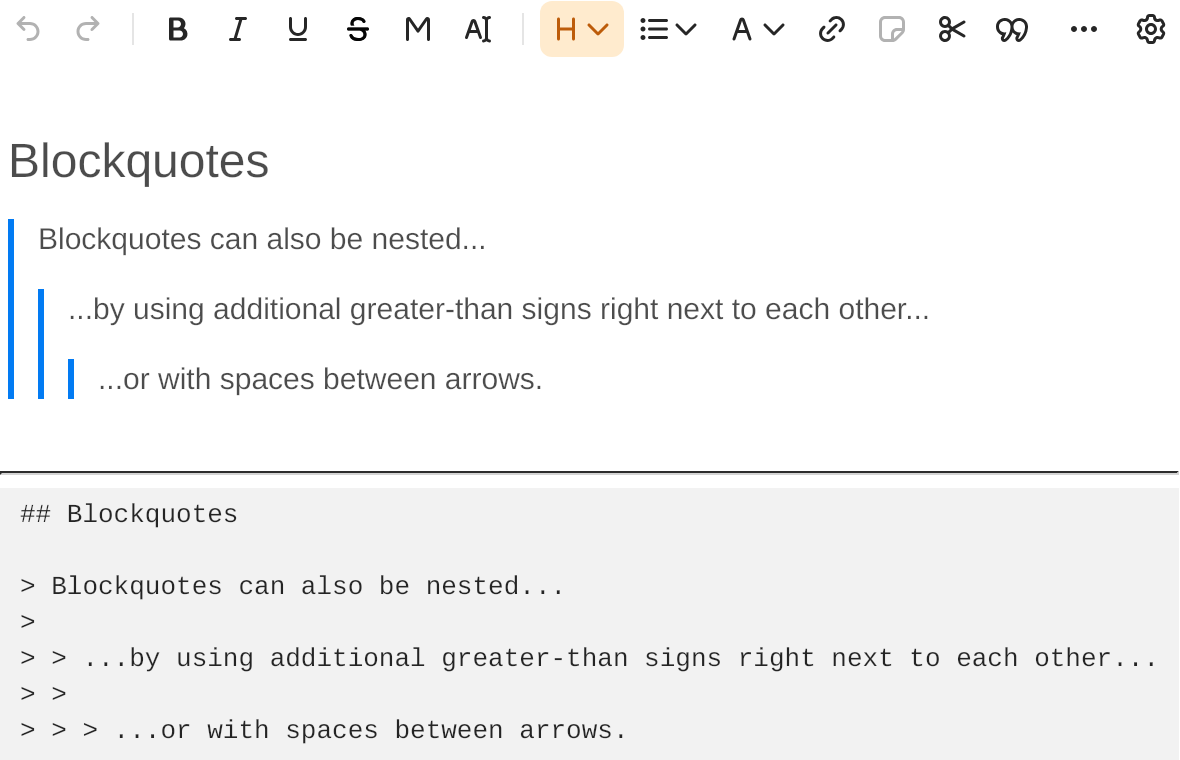 Blockquotes
Blockquotes can also be nested...
...by using additional greater-than signs right next to each other...
...or with spaces between arrows.
## Blockquotes
> Blockquotes can also be nested...
>
> > ...by using additional greater-than signs right next to each other...
> >
> > > ...or with spaces between arrows.